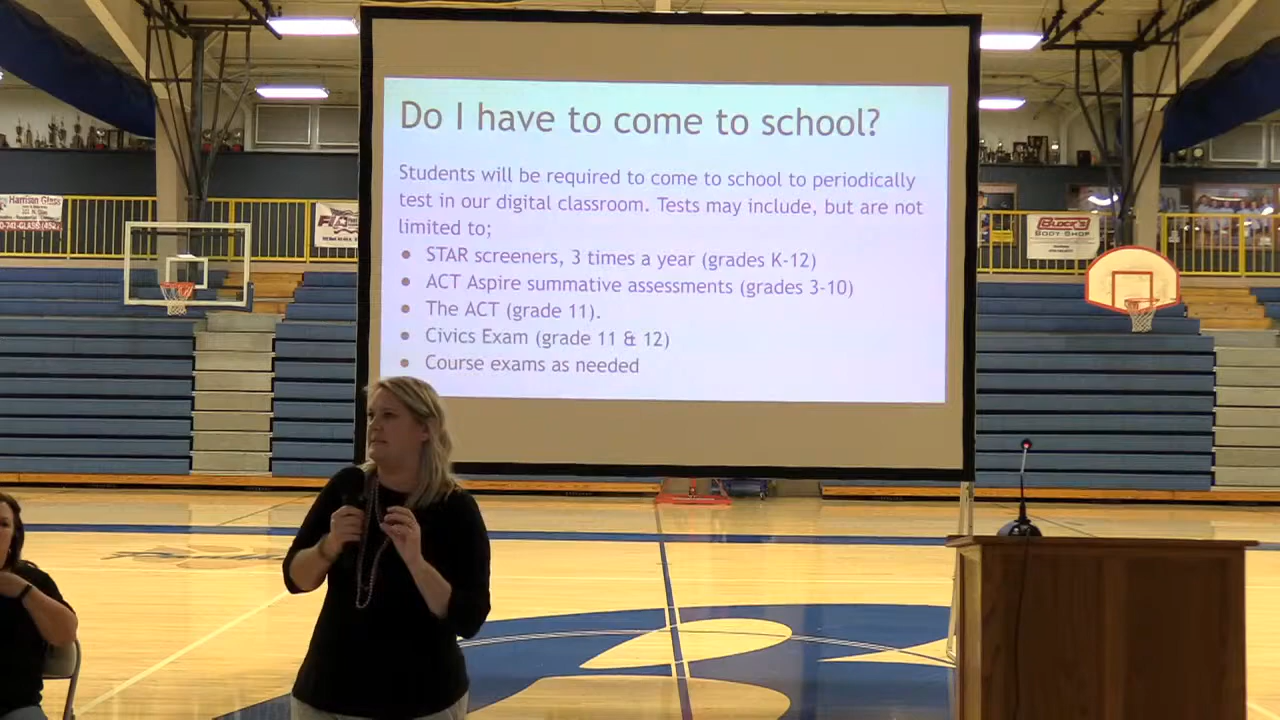 Do I have to come to school?
Students will be required to come to school to periodically
test in our digital classroom. Tests may include, but are not
limited to;
• STAR screeners, 3 times a year (grades K-12)
• ACT Aspire summative assessments (grades 3-10)
• The ACT (grade 11).
• Civics Exam (grade 11 & 12)
• Course exams as needed
Harrison Glass
BODY SHOP